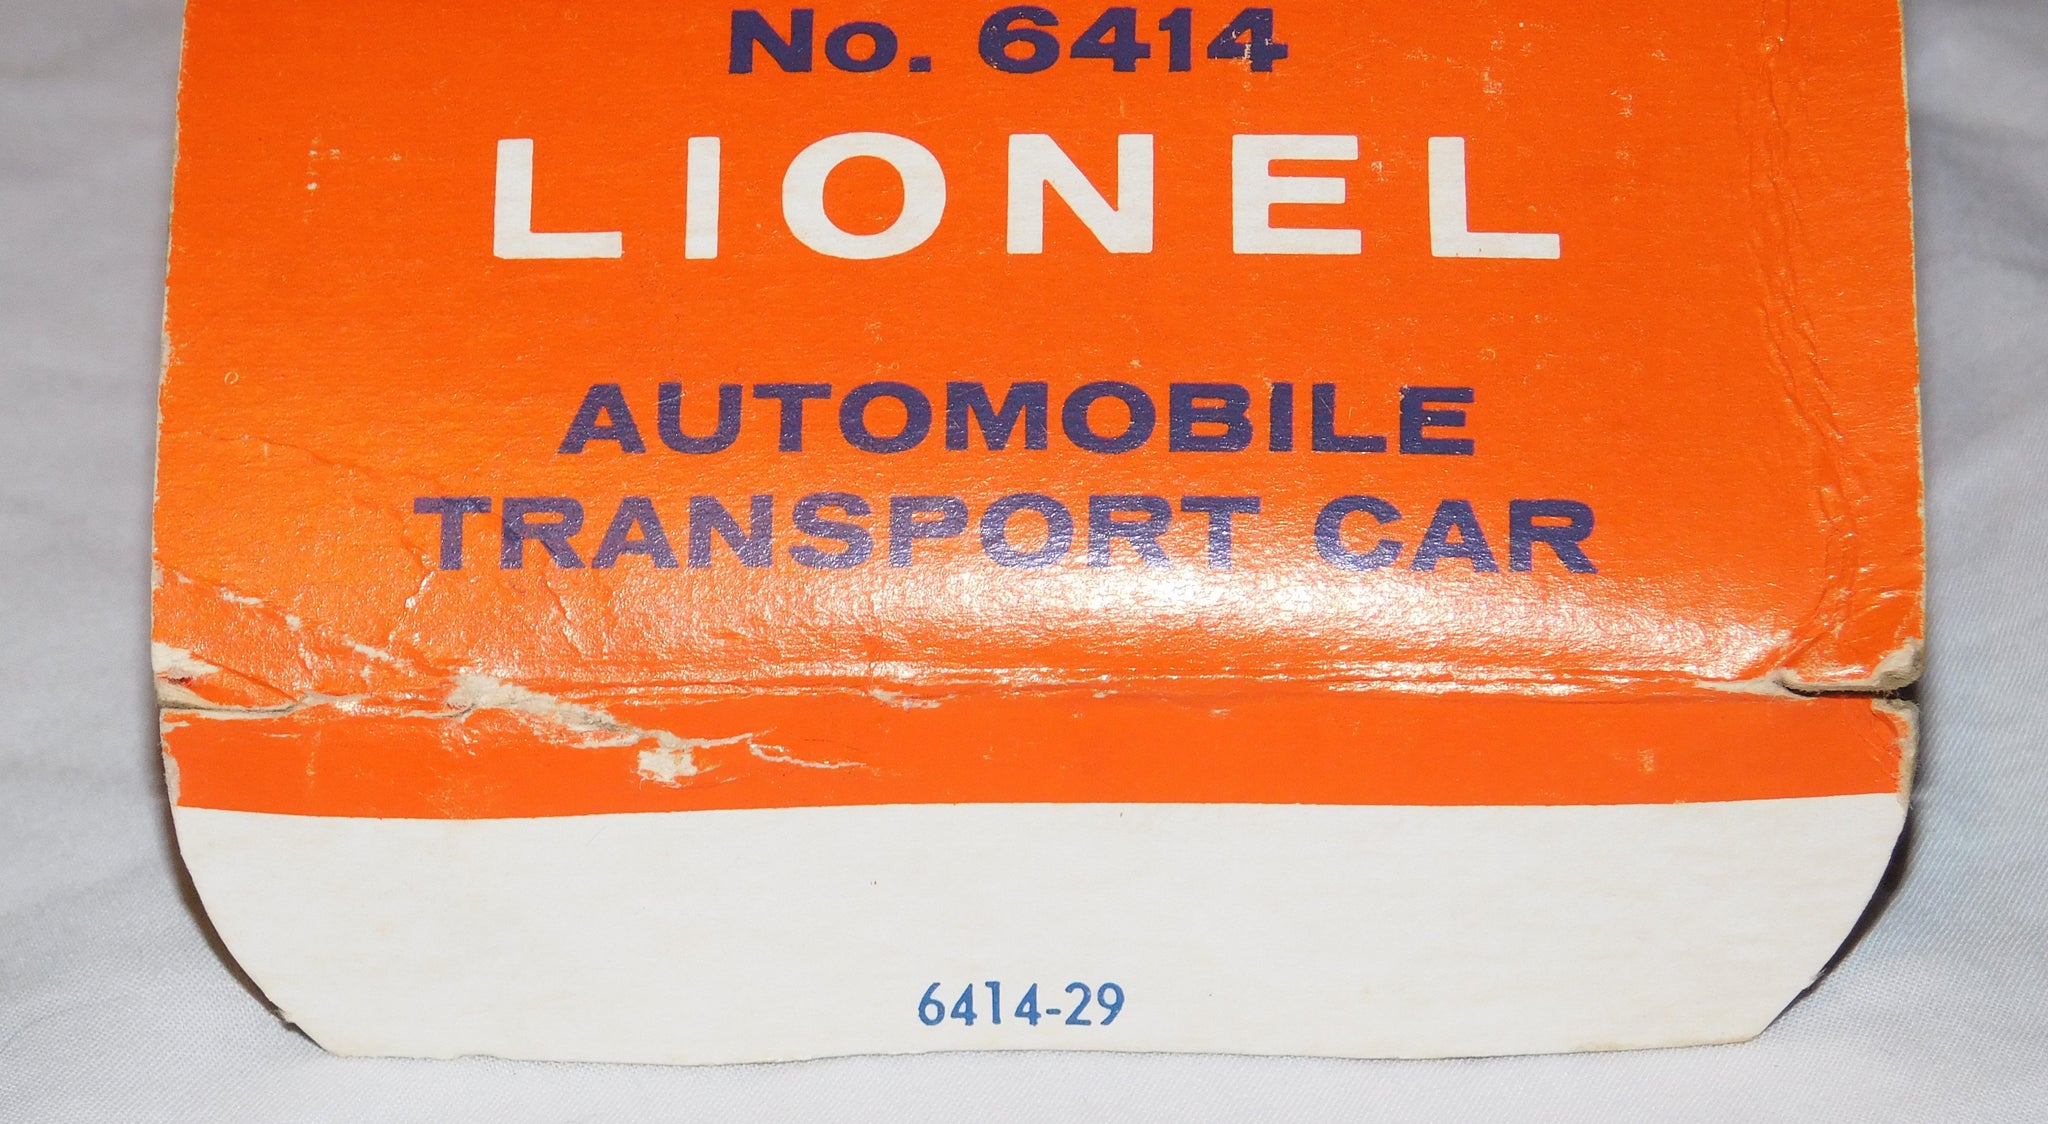 No. 6414
LIONEL
AUTOMOBILE
TRANSPORT CAR
6414-29